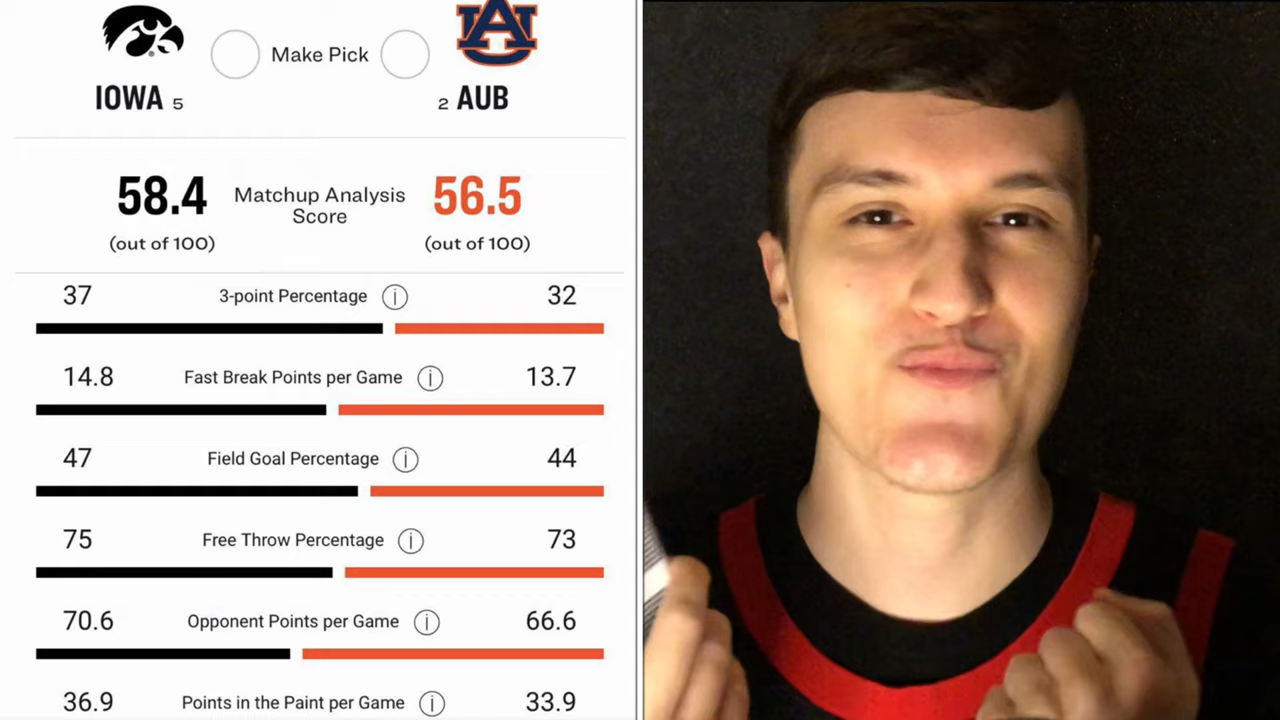 Make Pick
IOWA 5
2 AUB
58.4 Matchup Analysis Score 56.5
(out of 100) (out of 100)
37 3-point Percentage i 32
14.8 Fast Break Points per Game i 13.7
47 Field Goal Percentage i 44
75 Free Throw Percentage i 73
70.6 Opponent Points per Game i 66.6
36.9 Points in the Paint per Game i 33.9